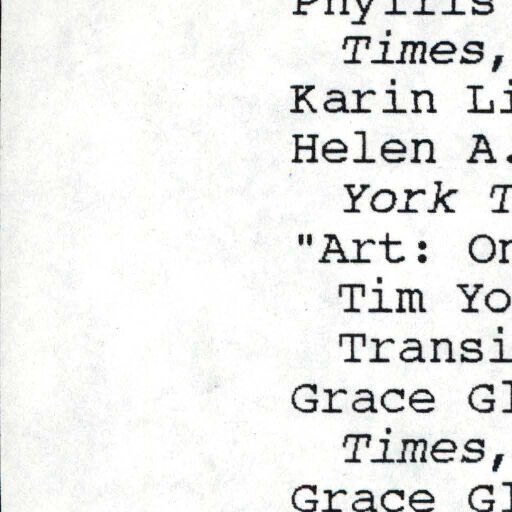 Phyllis
Times,
Karin Li
Helen A.
York T
"Art: On
Tim Yo
Transi
Grace Gl
Times,
Grace Gl